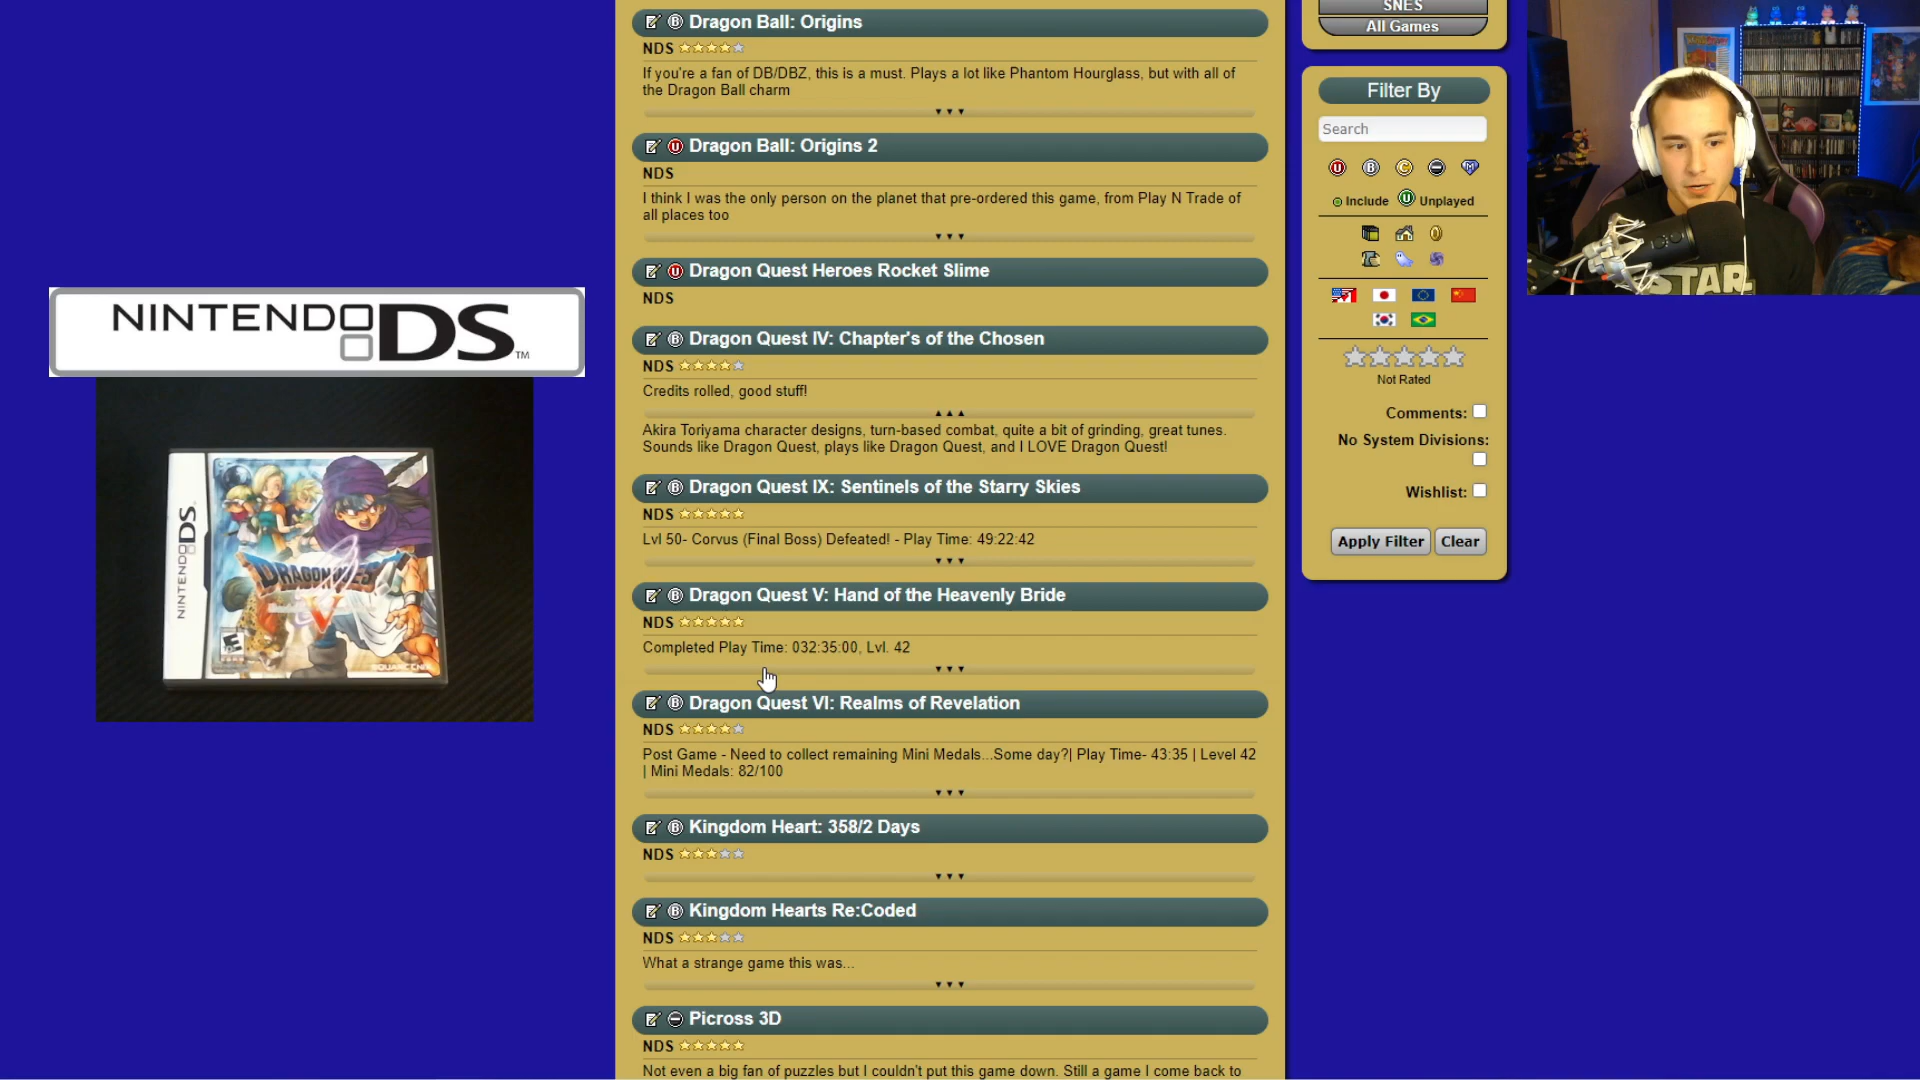 Dragon Ball: Origins
NDS
If you're a fan of DB/DBZ, this is a must. Plays a lot like Phantom Hourglass, but with all of
the Dragon Ball charm
Dragon Ball: Origins 2
NDS
I think I was the only person on the planet that pre-ordered this game, from Play N Trade of
all places too
Dragon Quest Heroes Rocket Slime
NDS
Dragon Quest IV: Chapter's of the Chosen
NDS
Credits rolled, good stuff!
Akira Toriyama character designs, turn-based combat, quite a bit of grinding, great tunes.
Sounds like Dragon Quest, plays like Dragon Quest, and I LOVE Dragon Quest!
Dragon Quest IX: Sentinels of the Starry Skies
NDS
Lvl 50- Corvus (Final Boss) Defeated! - Play Time: 49:22:42
Dragon Quest V: Hand of the Heavenly Bride
NDS
Completed Play Time: 032:35:00, Lvl. 42
Dragon Quest VI: Realms of Revelation
NDS
Post Game - Need to collect remaining Mini Medals...Some day?| Play Time- 43:35 | Level 42
| Mini Medals: 82/100
Kingdom Heart: 358/2 Days
NDS
Kingdom Hearts Re:Coded
NDS
What a strange game this was...
Picross 3D
NDS
Not even a big fan of puzzles but I couldn't put this game down. Still a game I come back to
SNES
All Games
Filter By
Search
U B C M
Include U Unplayed
Not Rated
Comments:
No System Divisions:
Wishlist:
Apply Filter Clear
NINTENDO DS TM
NINTENDO DS
DRAGON QUEST
V
E
SQUARE ENIX
STAR